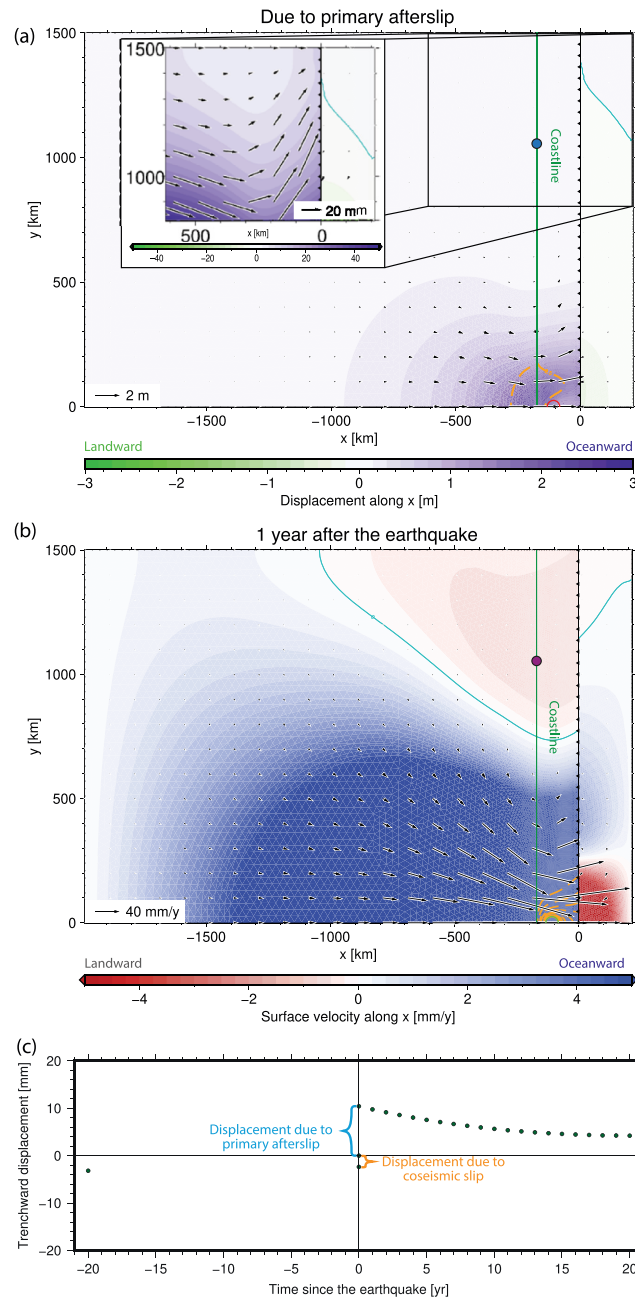 Due to primary afterslip
(a)
1500
1000
500
0
y [km]
1500
1000
500
0
x [km]
20 mm
−40
−20
0
20
40
Coastline
2 m
−1500
−1000
−500
0
x [km]
Landward
Oceanward
−3
−2
−1
0
1
2
3
Displacement along x [m]
(b)
1 year after the earthquake
1500
1000
500
0
y [km]
Coastline
40 mm/y
−1500
−1000
−500
0
x [km]
Landward
Oceanward
−4
−2
0
2
4
Surface velocity along x [mm/y]
(c)
20
10
0
−10
−20
Trenchward displacement [mm]
Displacement due to
primary afterslip
Displacement due to
coseismic slip
−20
−15
−10
−5
0
5
10
15
20
Time since the earthquake [yr]